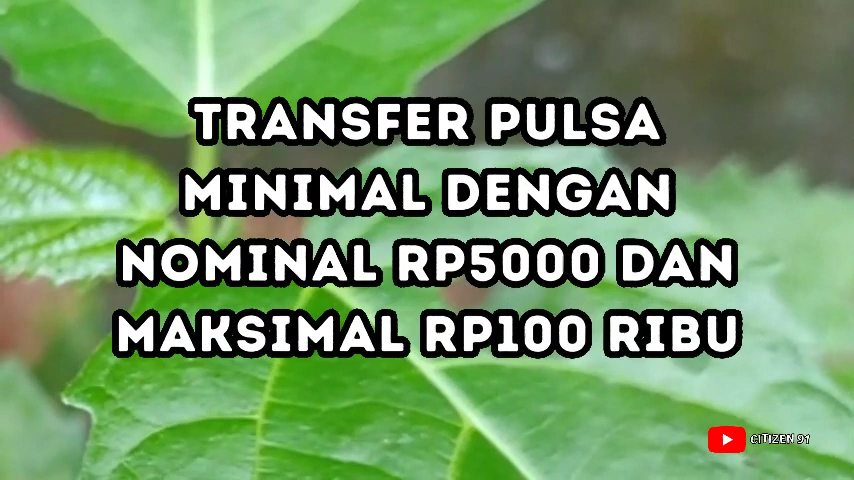 TRANSFER PULSA
MINIMAL DENGAN
NOMINAL RP5000 DAN
MAKSIMAL RP100 RIBU
CITIZEN 91